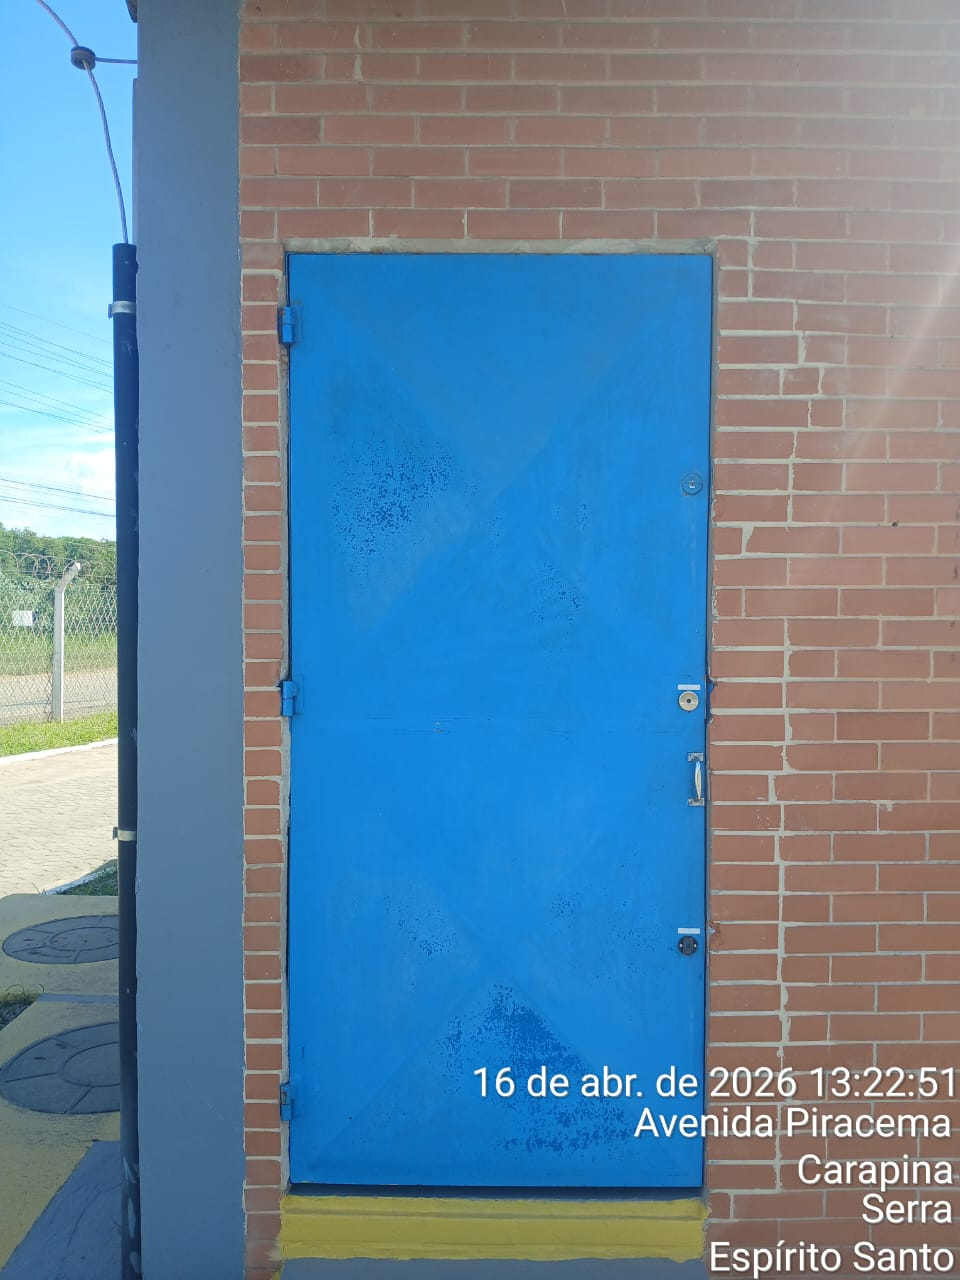 16 de abr. de 2026 13:22:51
Avenida Piracema
Carapina
Serra
Espírito Santo